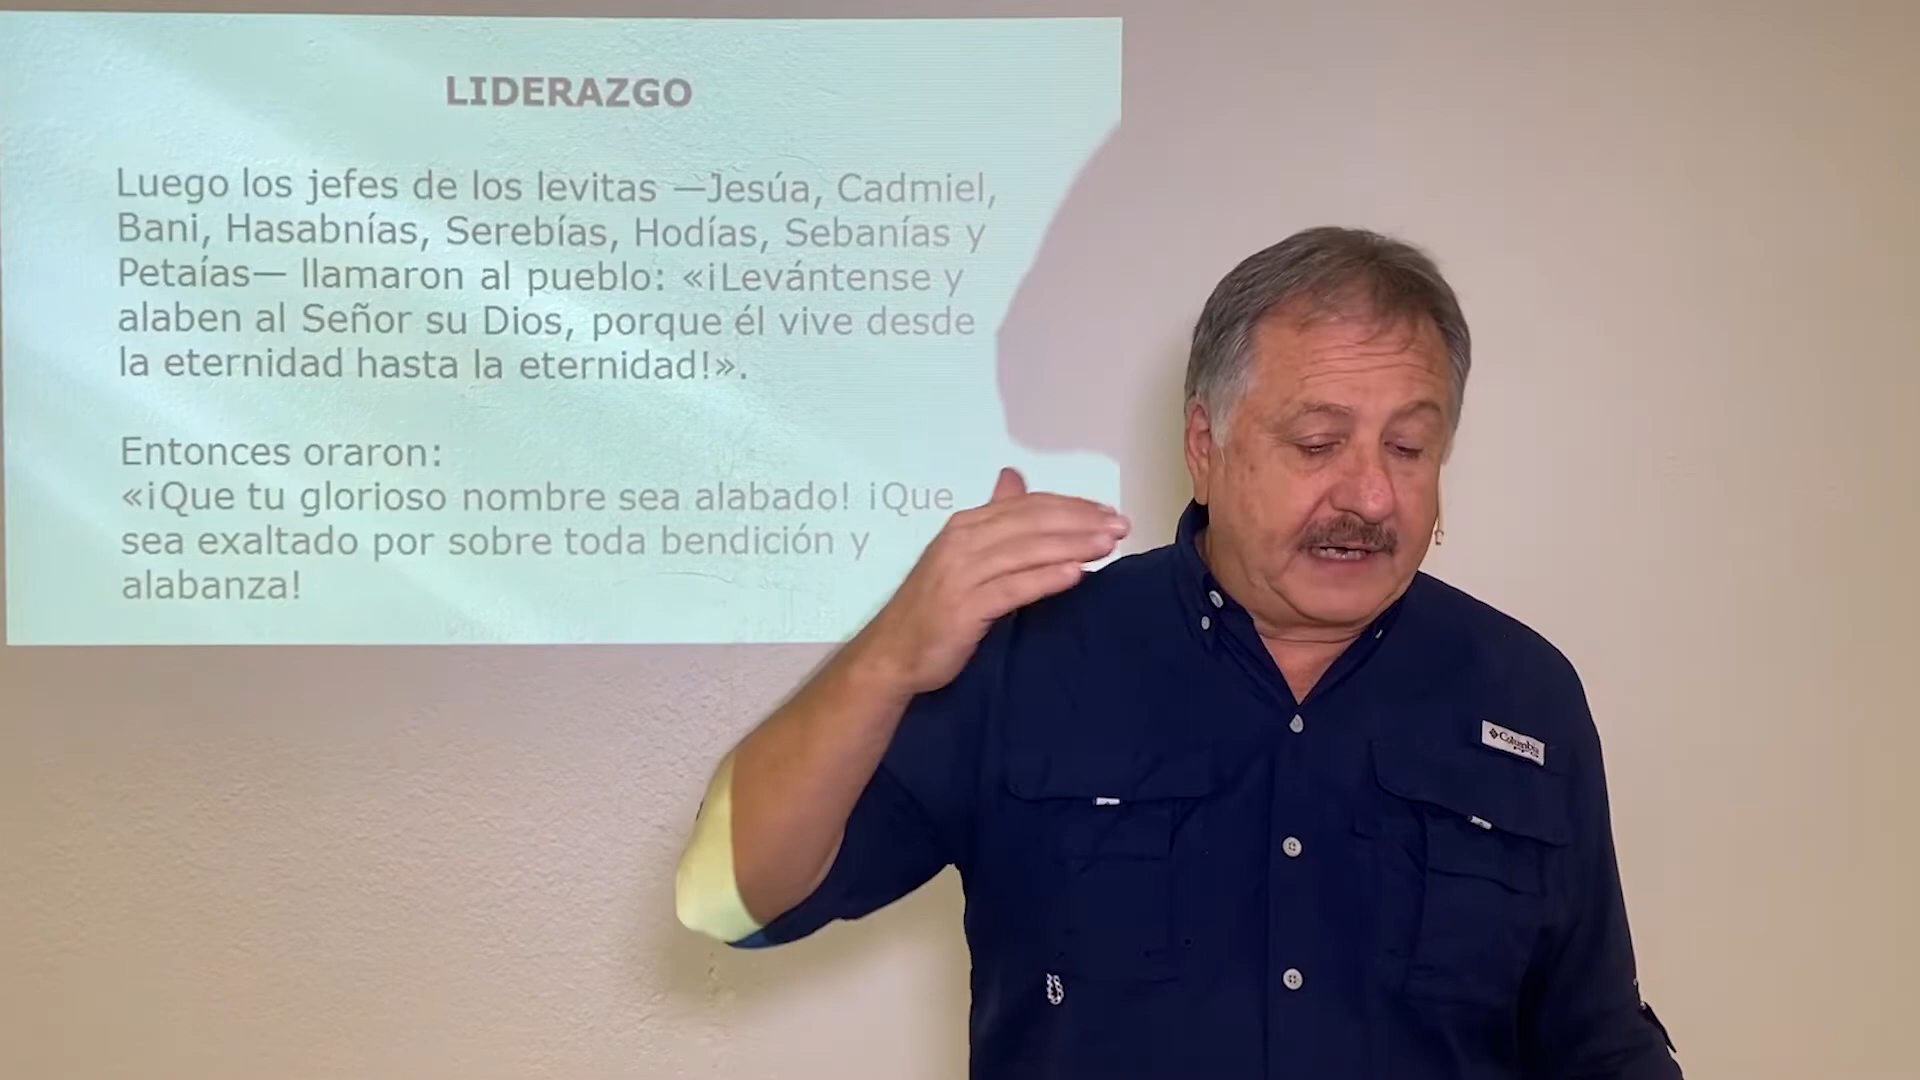 LIDERAZGO
Luego los jefes de los levitas —Jesúa, Cadmiel,
Bani, Hasabnías, Serebías, Hodías, Sebanías y
Petaías— llamaron al pueblo: «¡Levántense y
alaben al Señor su Dios, porque él vive desde
la eternidad hasta la eternidad!».
Entonces oraron:
«¡Que tu glorioso nombre sea alabado! ¡Que
sea exaltado por sobre toda bendición y
alabanza!
Columbia